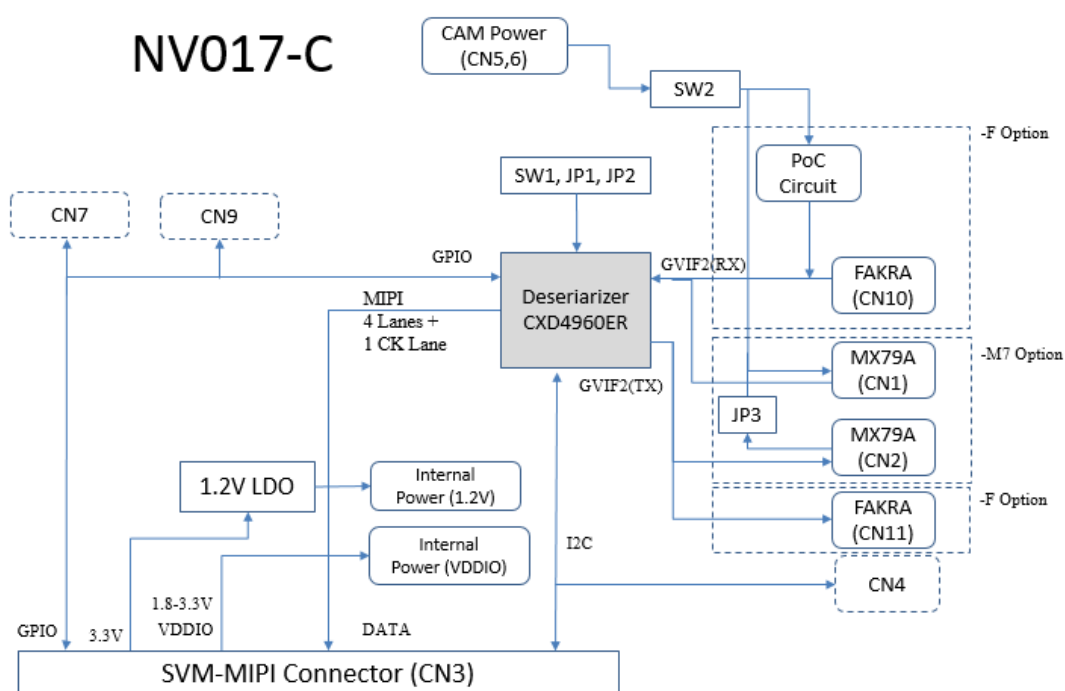 NV017-C
CAM Power
(CN5,6)
SW2
-F Option
PoC
Circuit
SW1, JP1, JP2
CN7
CN9
GPIO
GVIF2(RX)
FAKRA
(CN10)
Deseriarizer
CXD4960ER
MIPI
4 Lanes +
1 CK Lane
-M7 Option
MX79A
(CN1)
GVIF2(TX)
JP3
MX79A
(CN2)
1.2V LDO
Internal
Power (1.2V)
-F Option
FAKRA
(CN11)
Internal
Power (VDDIO)
I2C
CN4
1.8-3.3V
VDDIO
GPIO
3.3V
DATA
SVM-MIPI Connector (CN3)